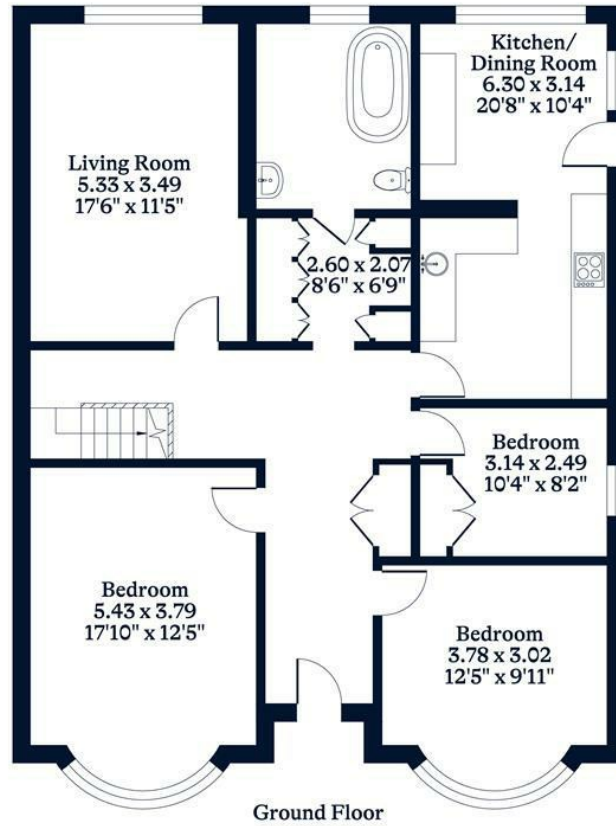 Kitchen/
Dining Room
6.30 x 3.14
20'8" x 10'4"
Living Room
5.33 x 3.49
17'6" x 11'5"
2.60 x 2.07
8'6" x 6'9"
Bedroom
3.14 x 2.49
10'4" x 8'2"
Bedroom
5.43 x 3.79
17'10" x 12'5"
Bedroom
3.78 x 3.02
12'5" x 9'11"
Ground Floor